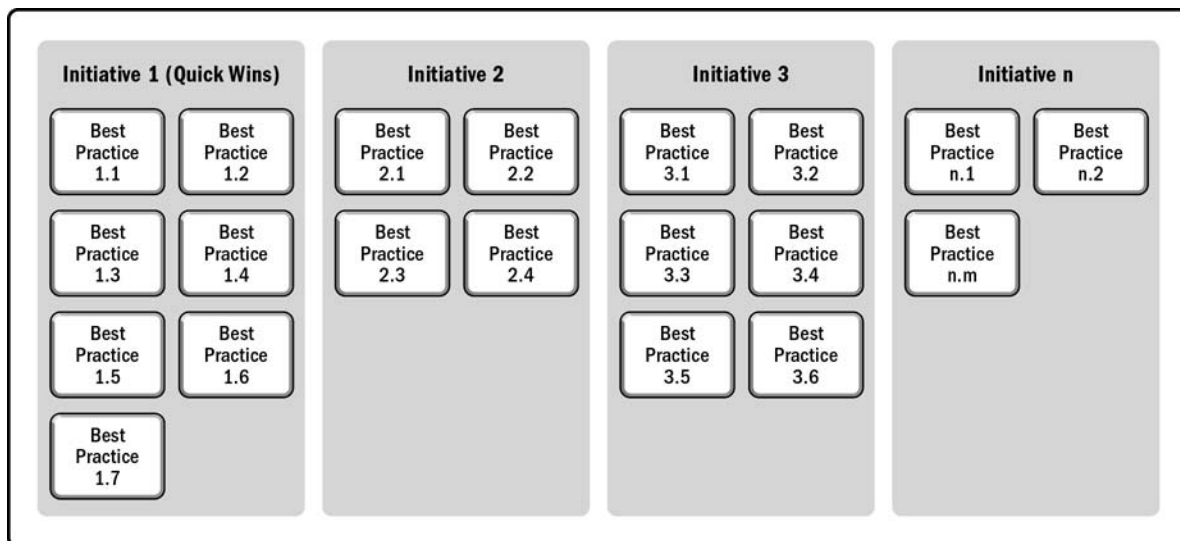 Initiative 1 (Quick Wins)
Best
Practice
1.1
Best
Practice
1.2
Best
Practice
1.3
Best
Practice
1.4
Best
Practice
1.5
Best
Practice
1.6
Best
Practice
1.7
Initiative 2
Best
Practice
2.1
Best
Practice
2.2
Best
Practice
2.3
Best
Practice
2.4
Initiative 3
Best
Practice
3.1
Best
Practice
3.2
Best
Practice
3.3
Best
Practice
3.4
Best
Practice
3.5
Best
Practice
3.6
Initiative n
Best
Practice
n.1
Best
Practice
n.2
Best
Practice
n.m